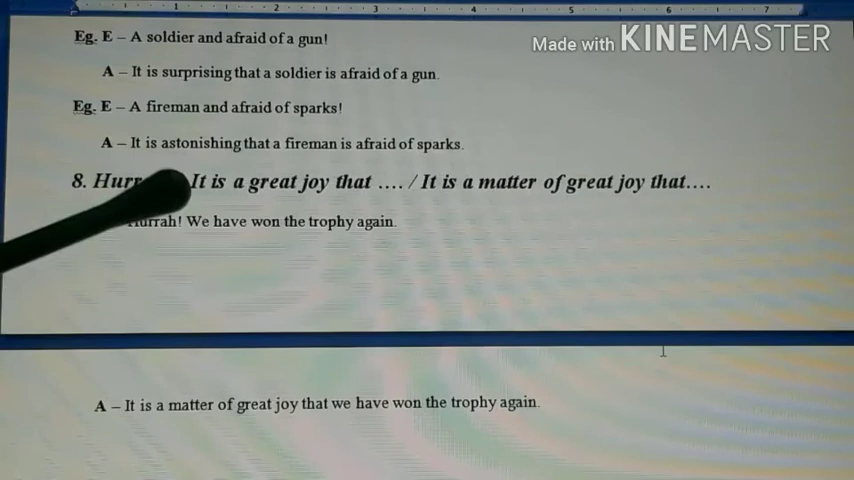 Made with KINEMASTER
Eg. E – A soldier and afraid of a gun!
A – It is surprising that a soldier is afraid of a gun.
Eg. E – A fireman and afraid of sparks!
A – It is astonishing that a fireman is afraid of sparks.
8. It is a great joy that …. / It is a matter of great joy that….
Hurrah! We have won the trophy again.
A – It is a matter of great joy that we have won the trophy again.